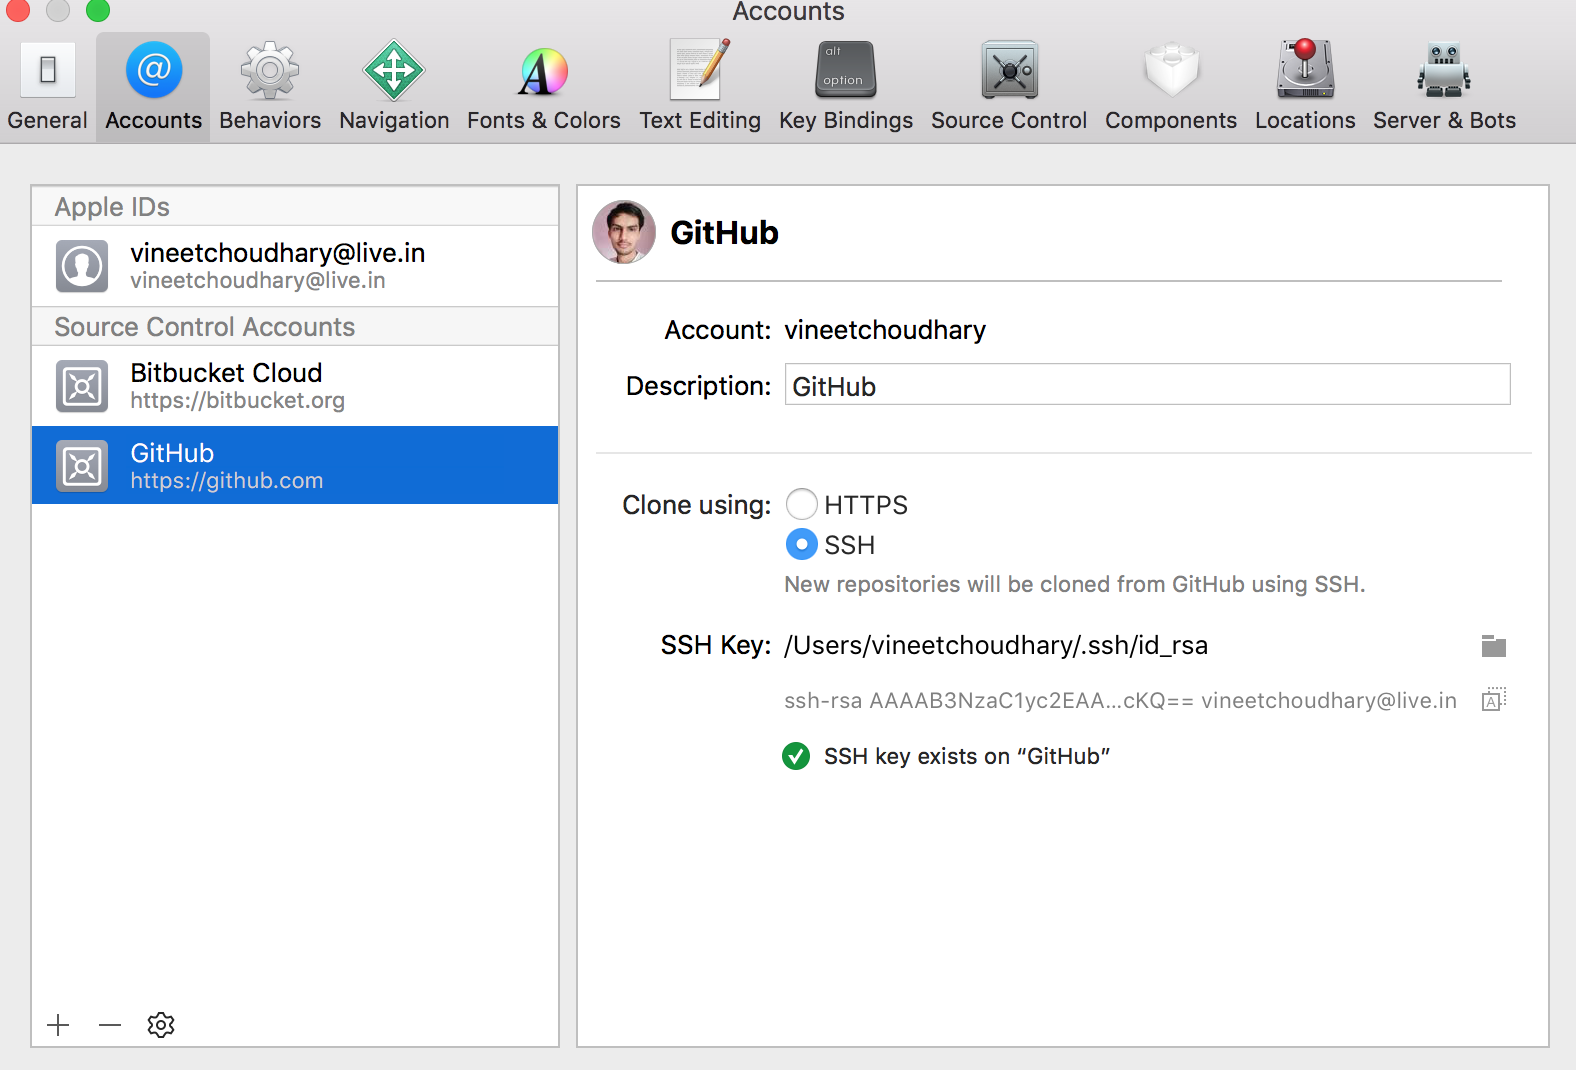 Accounts
General Accounts Behaviors Navigation Fonts & Colors Text Editing alt option Key Bindings Source Control Components Locations Server & Bots
Apple IDs
vineetchoudhary@live.in
vineetchoudhary@live.in
Source Control Accounts
Bitbucket Cloud
https://bitbucket.org
GitHub
https://github.com
GitHub
Account: vineetchoudhary
Description: GitHub
Clone using: HTTPS
SSH
New repositories will be cloned from GitHub using SSH.
SSH Key: /Users/vineetchoudhary/.ssh/id_rsa
ssh-rsa AAAAB3NzaC1yc2EAA...cKQ== vineetchoudhary@live.in
SSH key exists on “GitHub”